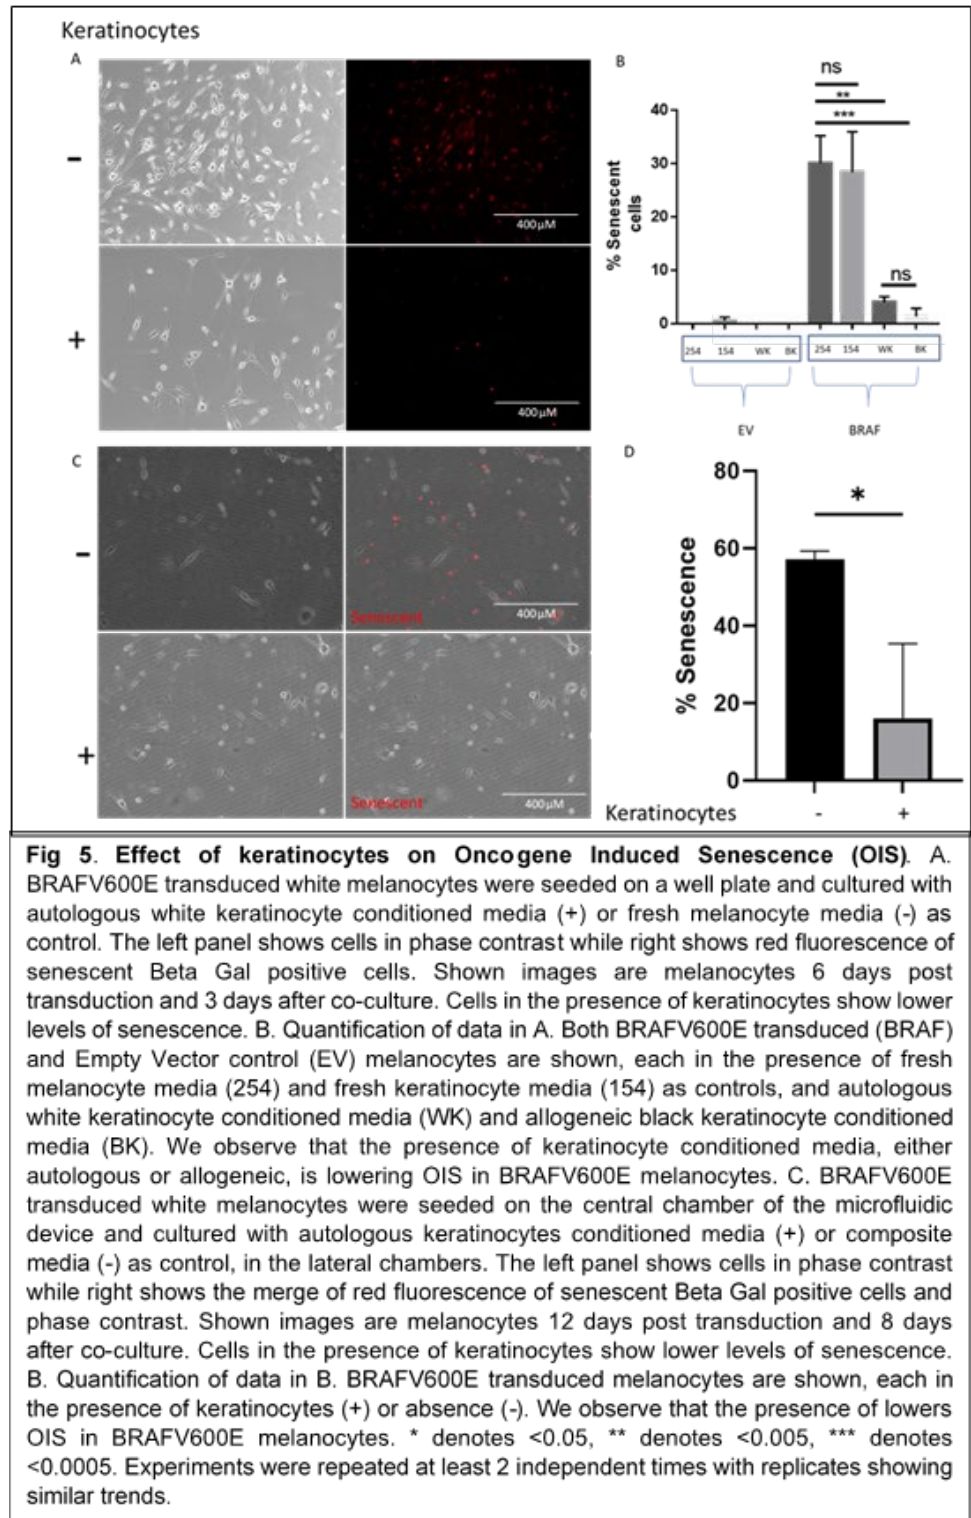 Keratinocytes
A
-
400 µM
+
400 µM
B
ns
**
***
ns
% Senescent
cells
40
30
20
10
0
254 154 WK BK 254 154 WK BK
EV BRAF
C
-
Senescent
400 µM
+
Senescent
400 µM
D
*
% Senescence
80
60
40
20
0
Keratinocytes - +
Fig 5. Effect of keratinocytes on Oncogene Induced Senescence (OIS). A.
BRAFV600E transduced white melanocytes were seeded on a well plate and cultured with
autologous white keratinocyte conditioned media (+) or fresh melanocyte media (-) as
control. The left panel shows cells in phase contrast while right shows red fluorescence of
senescent Beta Gal positive cells. Shown images are melanocytes 6 days post
transduction and 3 days after co-culture. Cells in the presence of keratinocytes show lower
levels of senescence. B. Quantification of data in A. Both BRAFV600E transduced (BRAF)
and Empty Vector control (EV) melanocytes are shown, each in the presence of fresh
melanocyte media (254) and fresh keratinocyte media (154) as controls, and autologous
white keratinocyte conditioned media (WK) and allogeneic black keratinocyte conditioned
media (BK). We observe that the presence of keratinocyte conditioned media, either
autologous or allogeneic, is lowering OIS in BRAFV600E melanocytes. C. BRAFV600E
transduced white melanocytes were seeded on the central chamber of the microfluidic
device and cultured with autologous keratinocytes conditioned media (+) or composite
media (-) as control, in the lateral chambers. The left panel shows cells in phase contrast
while right shows the merge of red fluorescence of senescent Beta Gal positive cells and
phase contrast. Shown images are melanocytes 12 days post transduction and 8 days
after co-culture. Cells in the presence of keratinocytes show lower levels of senescence.
B. Quantification of data in B. BRAFV600E transduced melanocytes are shown, each in
the presence of keratinocytes (+) or absence (-). We observe that the presence of lowers
OIS in BRAFV600E melanocytes. * denotes <0.05, ** denotes <0.005, *** denotes
<0.0005. Experiments were repeated at least 2 independent times with replicates showing
similar trends.